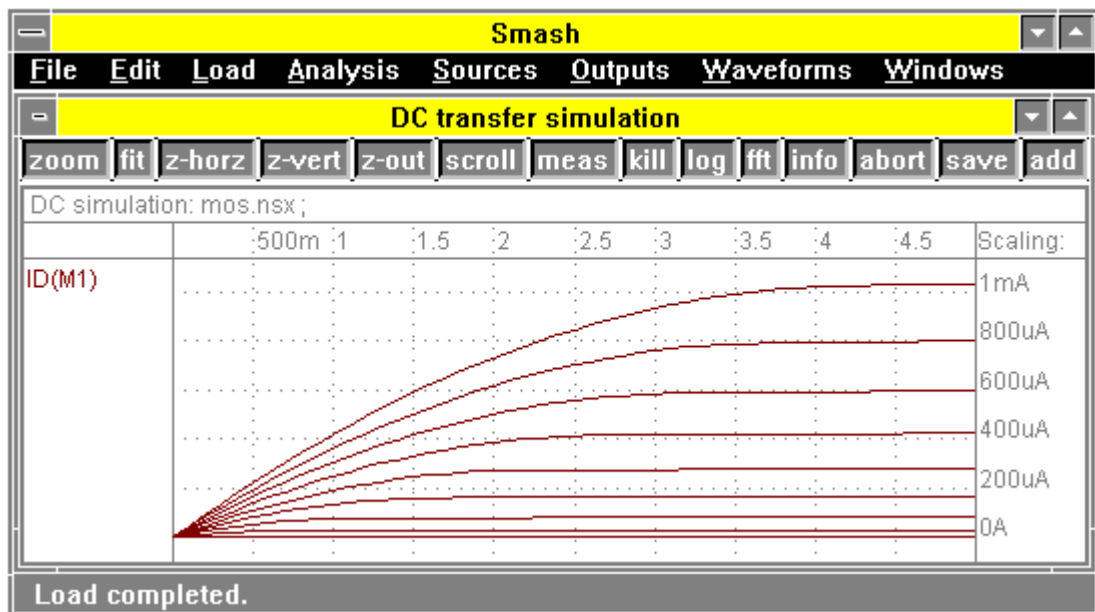 Smash
File Edit Load Analysis Sources Outputs Waveforms Windows
DC transfer simulation
zoom fit z-horz z-vert z-out scroll meas kill log fft info abort save add
DC simulation: mos.nsx ;
:500m :1 :1.5 :2 :2.5 :3 :3.5 :4 :4.5 Scaling:
ID(M1)
1mA
800uA
600uA
400uA
200uA
0A
Load completed.